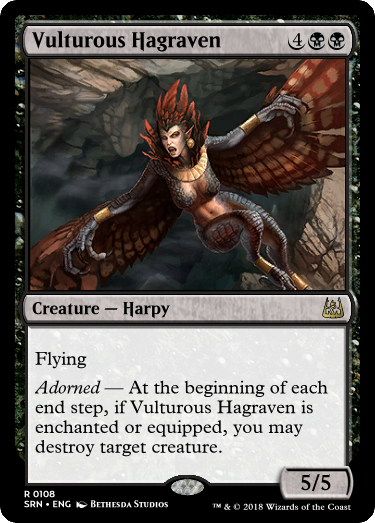 Vulturous Hagraven 4
Creature — Harpy
Flying
Adorned — At the beginning of each
end step, if Vulturous Hagraven is
enchanted or equipped, you may
destroy target creature.
5/5
R 0108
SRN • ENG Bethesda Studios
™ & © 2018 Wizards of the Coast